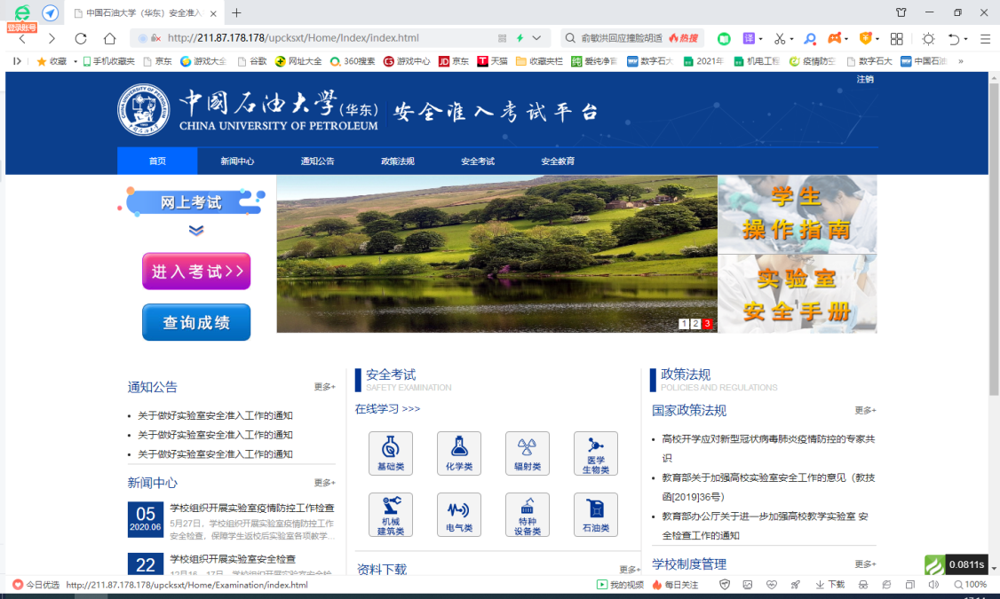 中国石油大学（华东）安全准入
登录账号
http://211.87.178.178/upcksxt/Home/Index/index.html
俞敏洪回应撞脸胡适
热搜
译
收藏
手机收藏夹
京东
游戏大全
谷歌
网址大全
360搜索
游戏中心
JD 京东
T 天猫
收藏夹栏
纯 爱纯净官
数字石大
2021年
机电工程
疫情防空
数字石大
中国石油
»
注销
中國石油大學(华东) 安全准入考试平台
CHINA UNIVERSITY OF PETROLEUM
首页
新闻中心
通知公告
政策法规
安全考试
安全教育
网上考试
进入考试>>
查询成绩
1 2 3
学生
操作指南
实验室
安全手册
通知公告
更多+
关于做好实验室安全准入工作的通知
关于做好实验室安全准入工作的通知
关于做好实验室安全准入工作的通知
新闻中心
更多+
05
2020.06
学校组织开展实验室疫情防控工作检查
5月27日，学校组织开展实验室疫情防控工作
安全检查，保障学生返校后实验室各项教学…
22
学校组织开展实验室安全检查
安全考试
SAFETY EXAMINATION
在线学习 >>>
基础类
化学类
辐射类
医学
生物类
机械
建筑类
电气类
特种
设备类
石油类
资料下载
更多+
政策法规
POLICIES AND REGULATIONS
国家政策法规
更多+
高校开学应对新型冠状病毒肺炎疫情防控的专家共
识
教育部关于加强高校实验室安全工作的意见（教技
函[2019]36号）
教育部办公厅关于进一步加强高校教学实验室 安
全检查工作的通知
学校制度管理
更多+
0.0811s
今日优选
http://211.87.178.178/upcksxt/Home/Examination/index.html
我的视频
每日关注
下载
100%